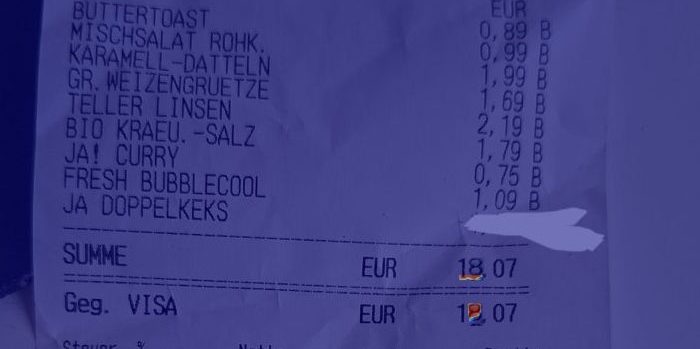 EUR
BUTTERTOAST 0,89 B
MISCHSALAT ROHK. 0,99 B
KARAMELL-DATTELN 1,99 B
GR. WEIZENGRUETZE 1,69 B
TELLER LINSEN 2,19 B
BIO KRAEU.-SALZ 1,79 B
JA! CURRY 0,75 B
FRESH BUBBLECOOL 1,09 B
JA DOPPELKEKS
SUMME EUR 18,07
Geg. VISA EUR
Steuer %